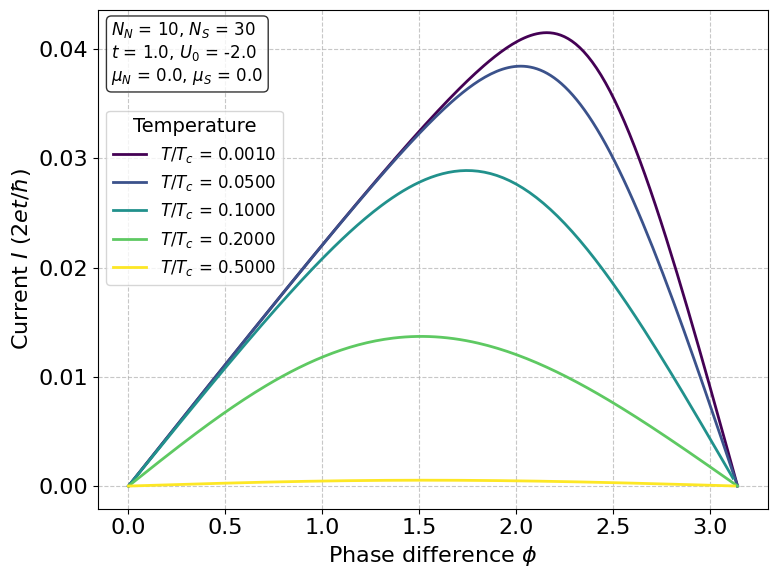 N_N = 10, N_S = 30
t = 1.0, U_0 = -2.0
μ_N = 0.0, μ_S = 0.0
Temperature
T/T_c = 0.0010
T/T_c = 0.0500
T/T_c = 0.1000
T/T_c = 0.2000
T/T_c = 0.5000
Current I (2et/ħ)
0.04
0.03
0.02
0.01
0.00
0.0 0.5 1.0 1.5 2.0 2.5 3.0
Phase difference ϕ